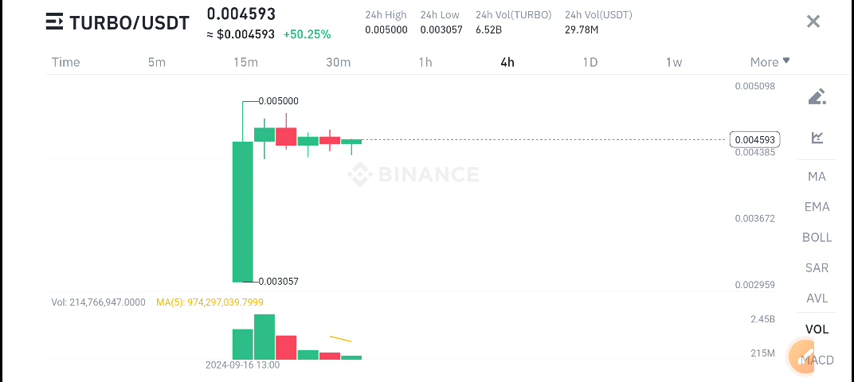 TURBO/USDT
0.004593
≈ $0.004593 +50.25%
24h High 24h Low 24h Vol(TURBO) 24h Vol(USDT)
0.005000 0.003057 6.52B 29.78M
Time 5m 15m 30m 1h 4h 1D 1w More
0.005098
0.005000
0.004593
0.004385
BINANCE
0.003672
0.003057
0.002959
MA
EMA
BOLL
SAR
AVL
VOL
MACD
Vol: 214,766,947.0000 MA(5): 974,297,039.7999
2.45B
215M
2024-09-16 13:00